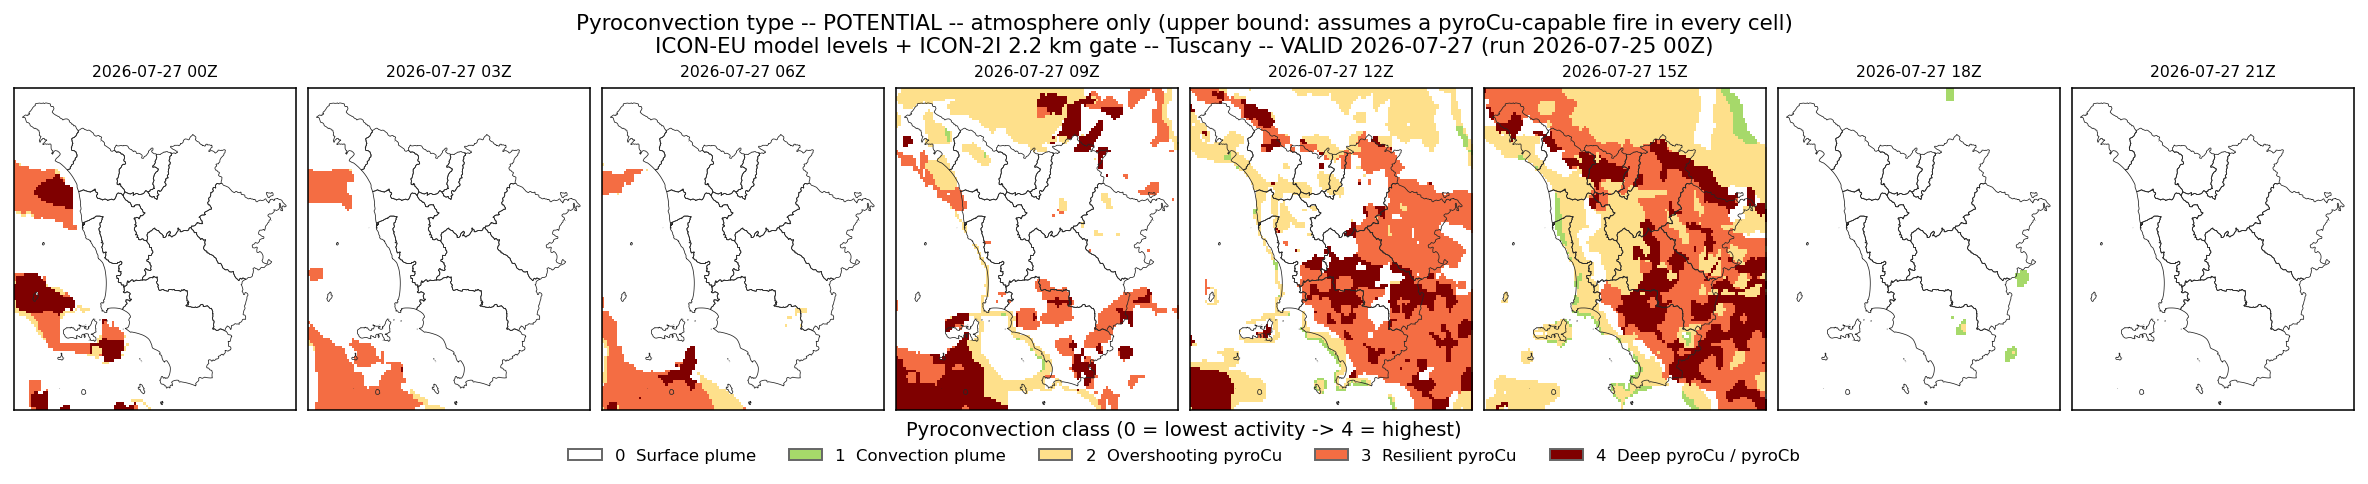 Pyroconvection type -- POTENTIAL -- atmosphere only (upper bound: assumes a pyroCu-capable fire in every cell)
ICON-EU model levels + ICON-2I 2.2 km gate -- Tuscany -- VALID 2026-07-27 (run 2026-07-25 00Z)
2026-07-27 00Z
2026-07-27 03Z
2026-07-27 06Z
2026-07-27 09Z
2026-07-27 12Z
2026-07-27 15Z
2026-07-27 18Z
2026-07-27 21Z
Pyroconvection class (0 = lowest activity -> 4 = highest)
0 Surface plume
1 Convection plume
2 Overshooting pyroCu
3 Resilient pyroCu
4 Deep pyroCu / pyroCb